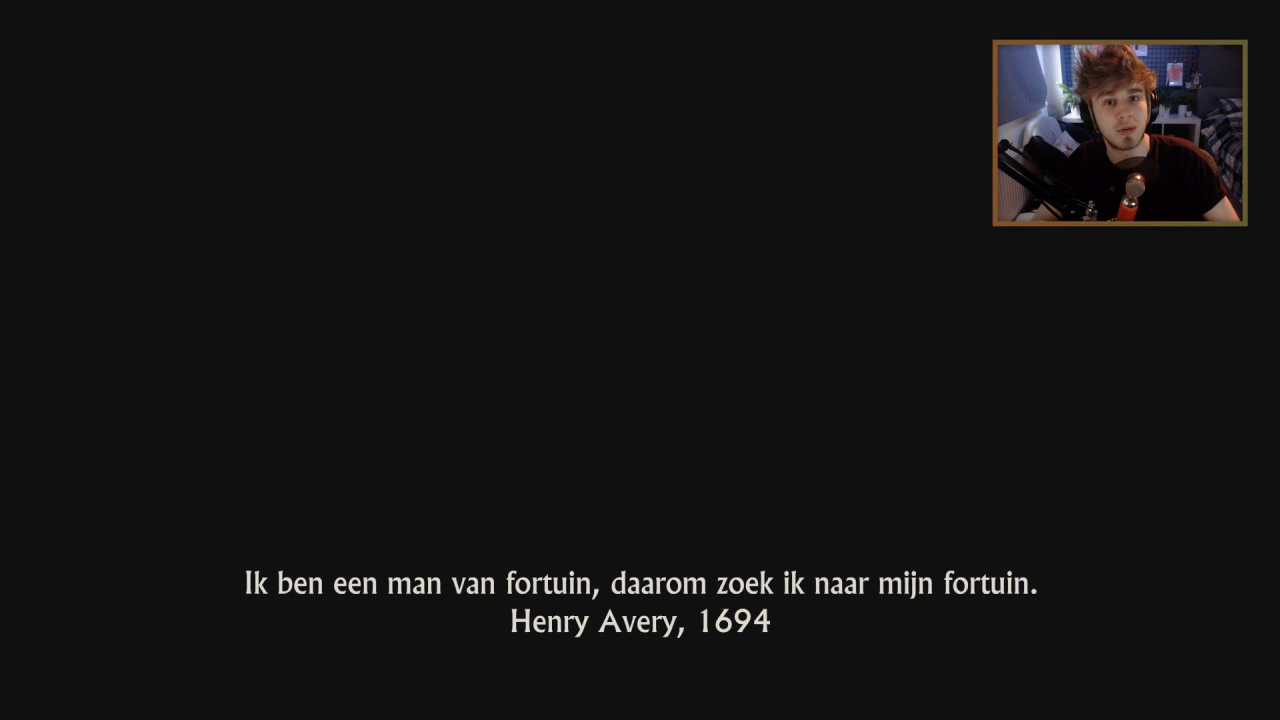 Ik ben een man van fortuin, daarom zoek ik naar mijn fortuin.
Henry Avery, 1694